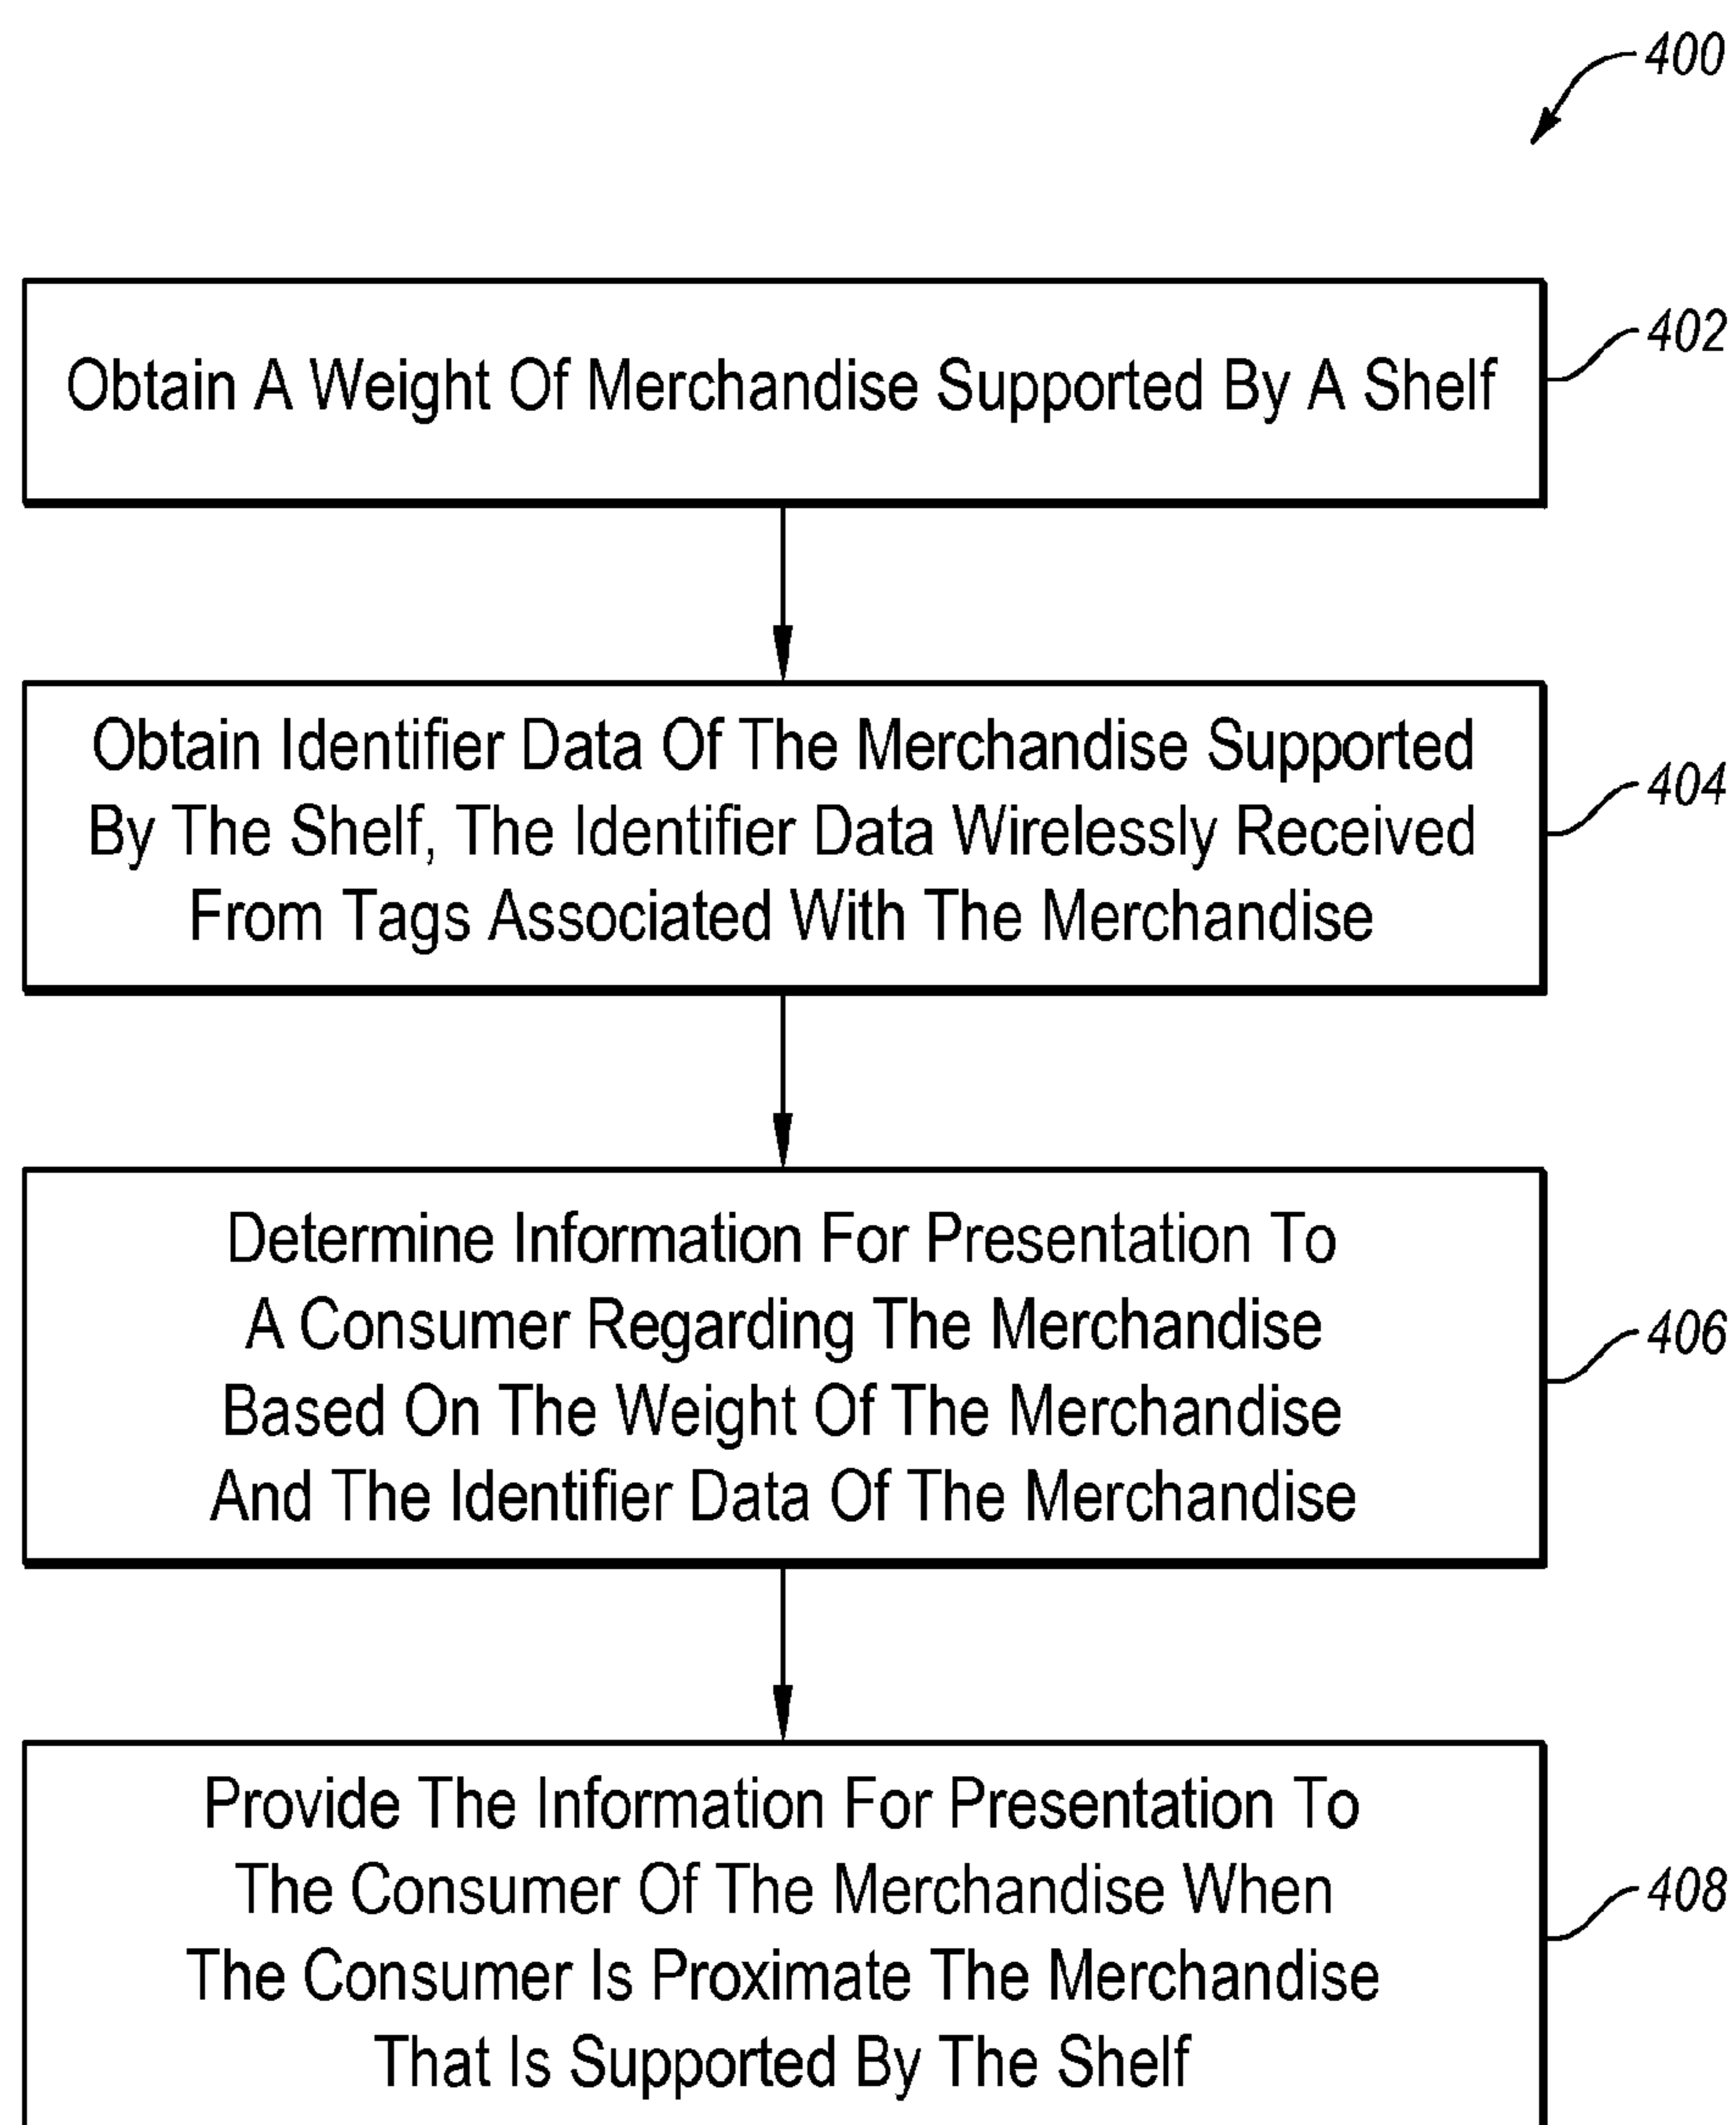 400
Obtain A Weight Of Merchandise Supported By A Shelf
402
Obtain Identifier Data Of The Merchandise Supported
By The Shelf, The Identifier Data Wirelessly Received
From Tags Associated With The Merchandise
404
Determine Information For Presentation To
A Consumer Regarding The Merchandise
Based On The Weight Of The Merchandise
And The Identifier Data Of The Merchandise
406
Provide The Information For Presentation To
The Consumer Of The Merchandise When
The Consumer Is Proximate The Merchandise
That Is Supported By The Shelf
408